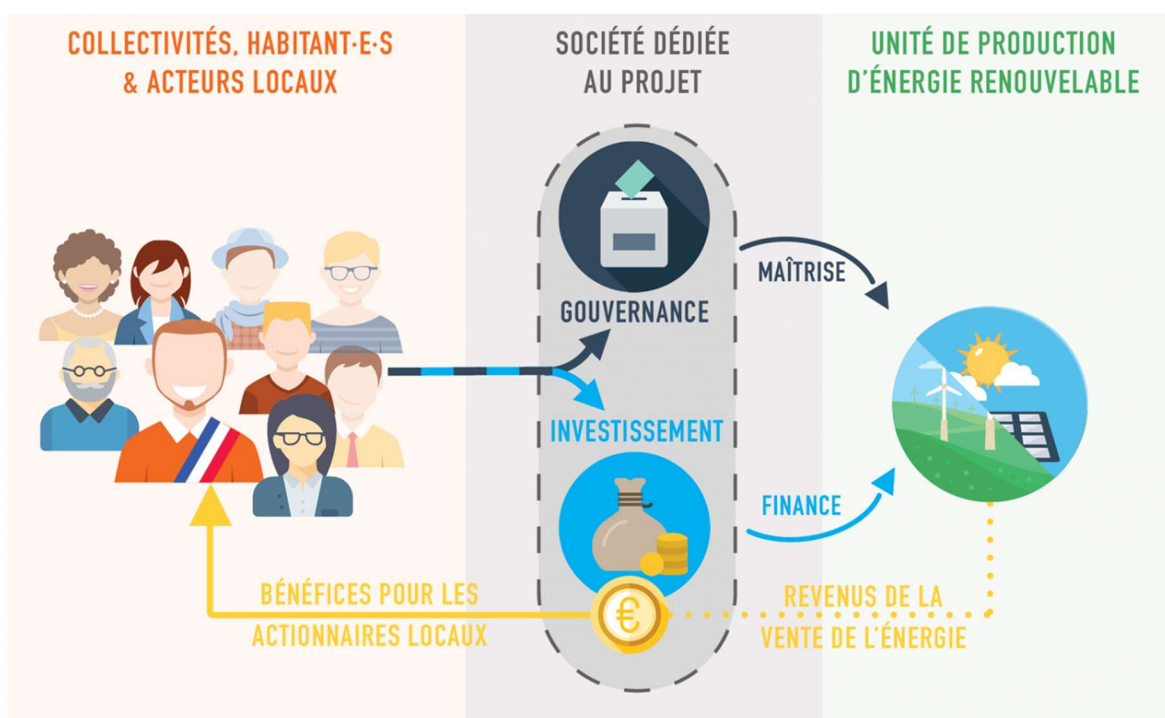 COLLECTIVITÉS, HABITANT·E·S
& ACTEURS LOCAUX
SOCIÉTÉ DÉDIÉE
AU PROJET
UNITÉ DE PRODUCTION
D'ÉNERGIE RENOUVELABLE
MAÎTRISE
GOUVERNANCE
INVESTISSEMENT
FINANCE
BÉNÉFICES POUR LES
ACTIONNAIRES LOCAUX
€
REVENUS DE LA
VENTE DE L'ÉNERGIE